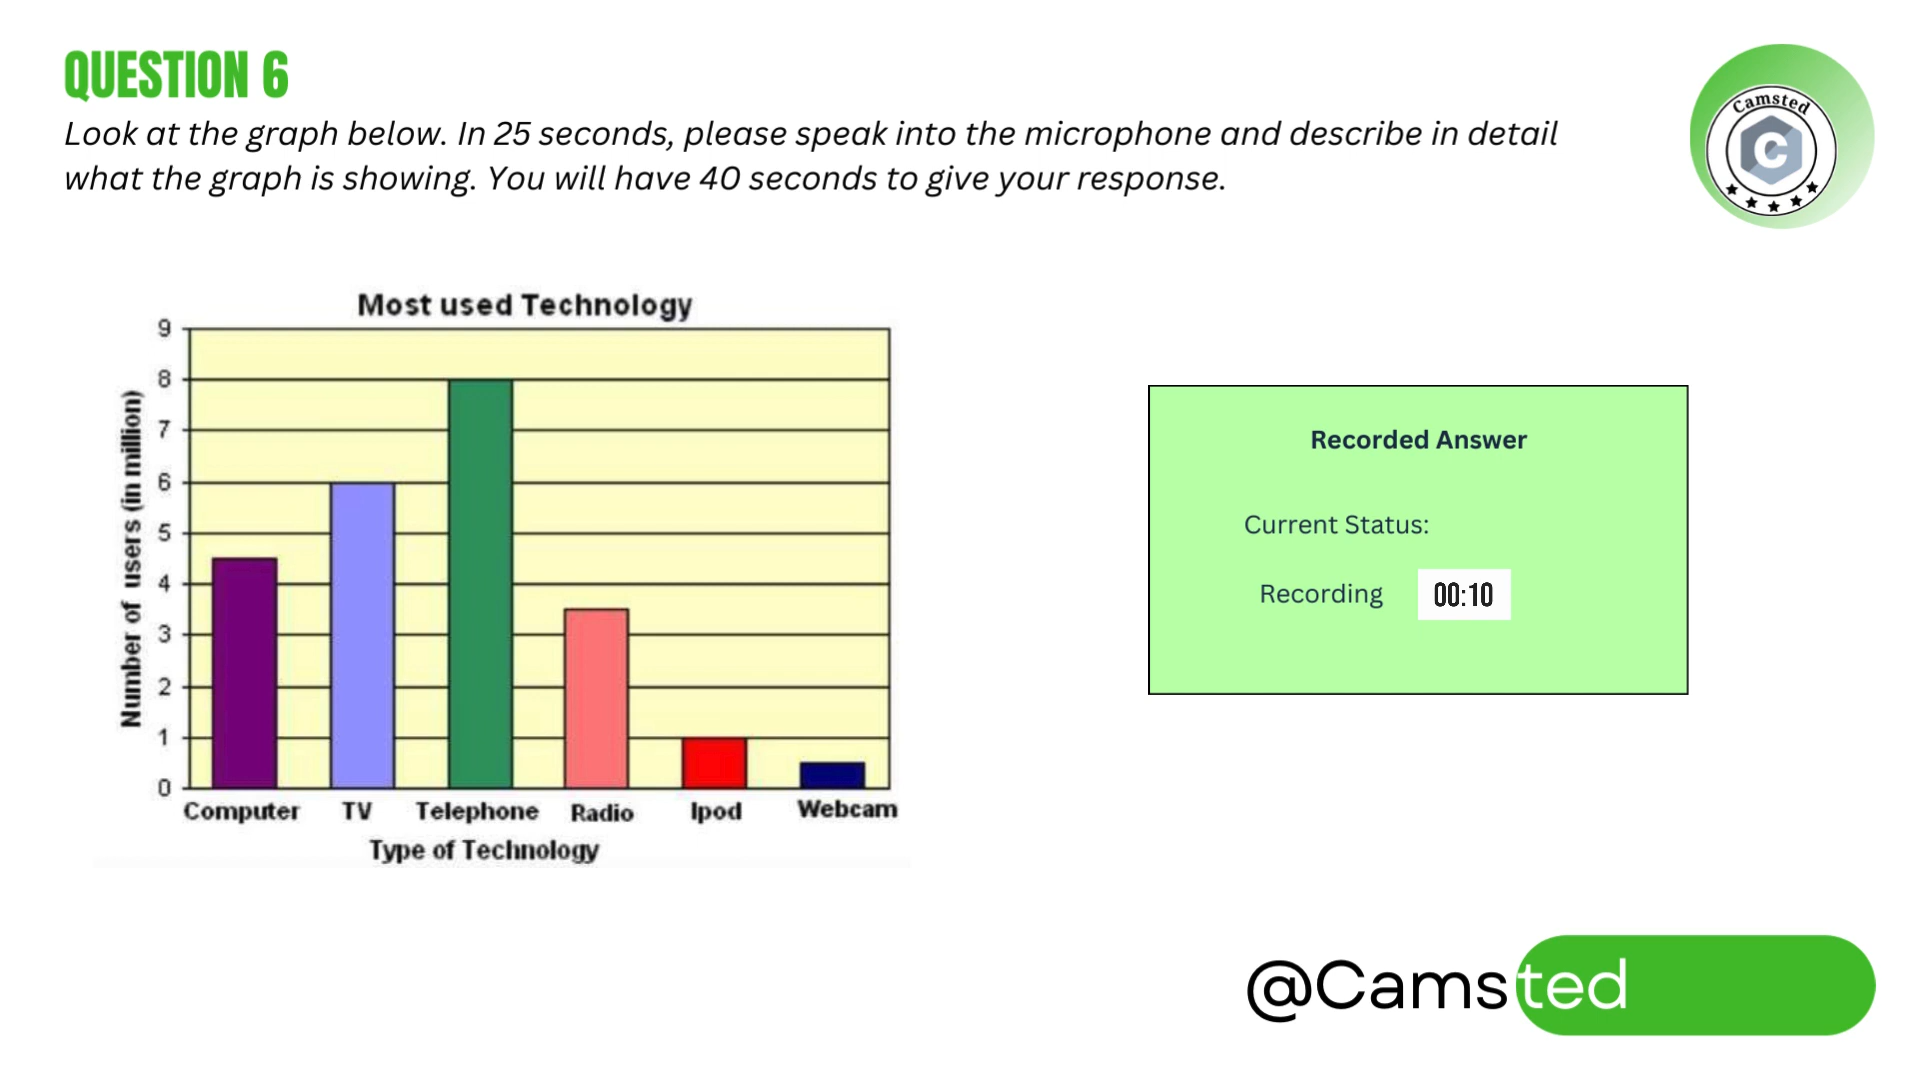 QUESTION 6
Look at the graph below. In 25 seconds, please speak into the microphone and describe in detail
what the graph is showing. You will have 40 seconds to give your response.
Camsted
C
Most used Technology
Number of users (in million)
9
8
7
6
5
4
3
2
1
0
Computer TV Telephone Radio Ipod Webcam
Type of Technology
Recorded Answer
Current Status:
Recording 00:10
@Camsted